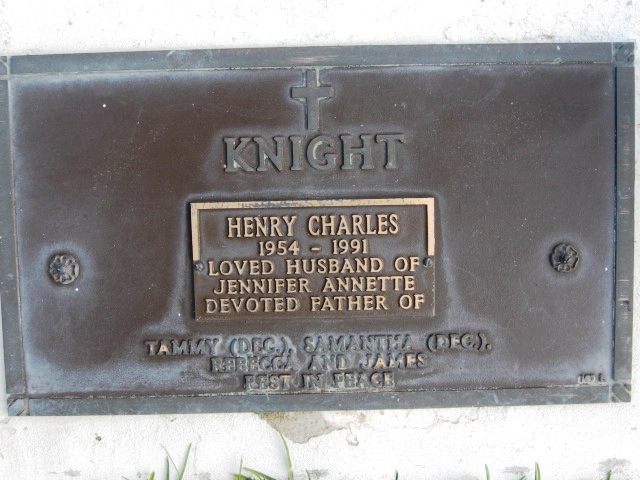 KNIGHT
HENRY CHARLES
1954 - 1991
LOVED HUSBAND OF
JENNIFER ANNETTE
DEVOTED FATHER OF
TAMMY (DEC.), SAMANTHA (DEC.),
REBECCA AND JAMES
REST IN PEACE